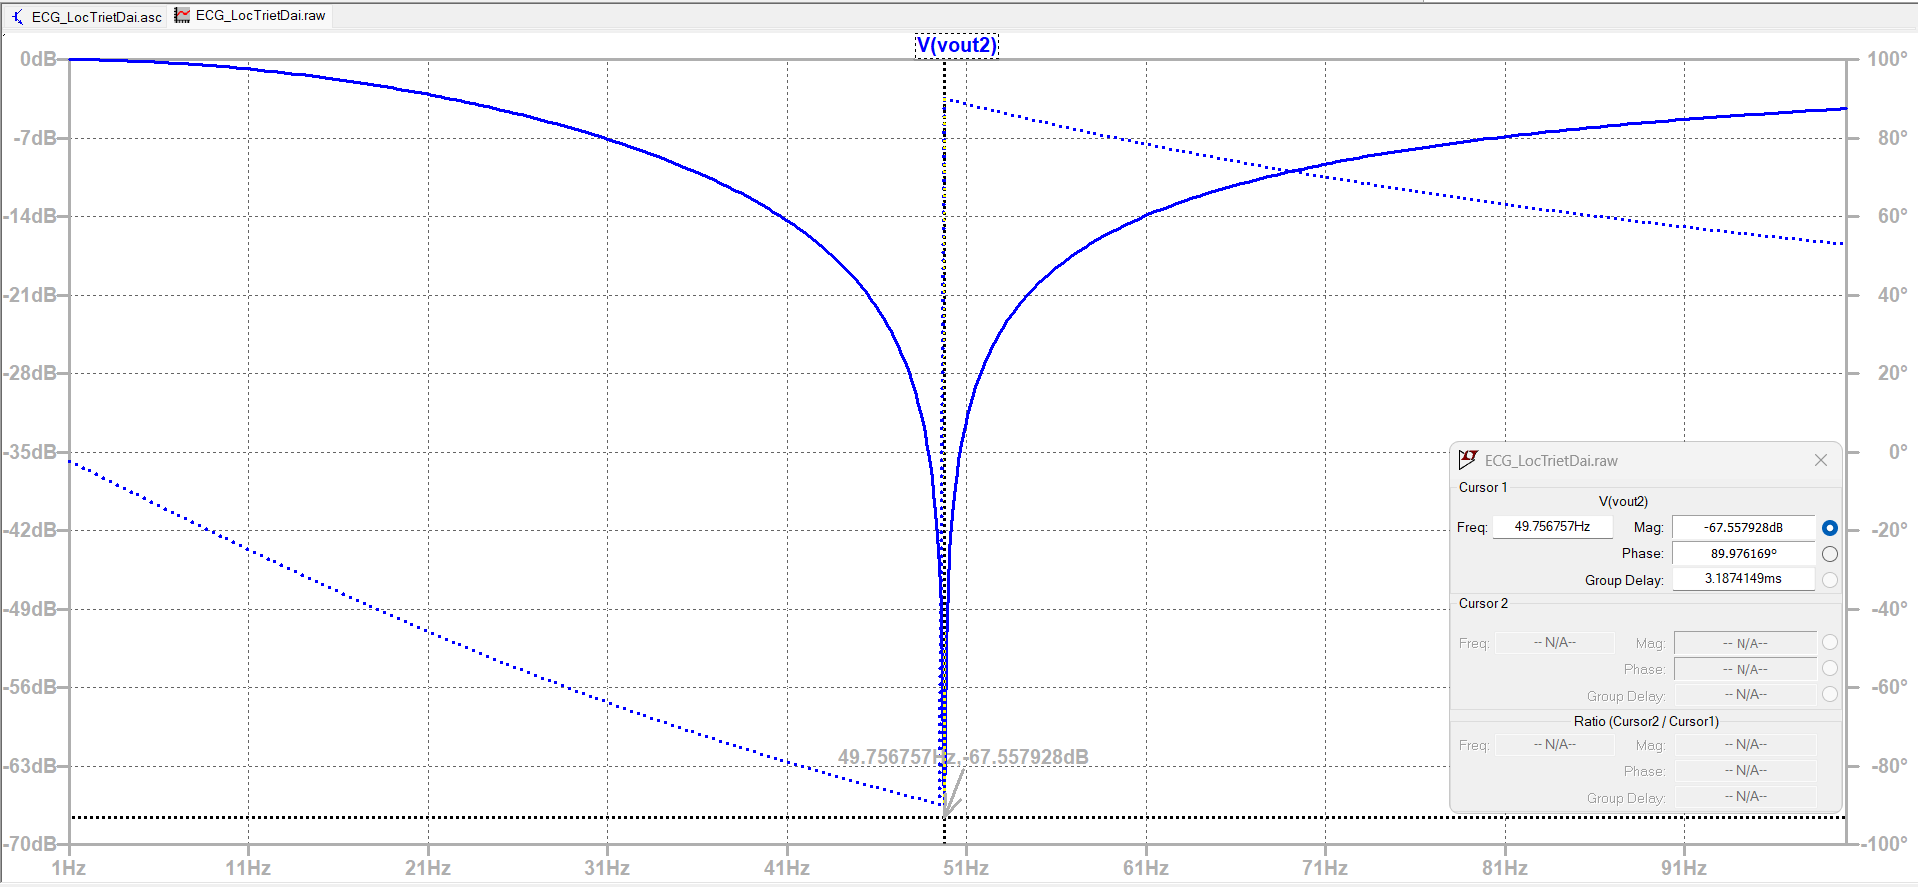 ECG_LocTrietDai.asc ECG_LocTrietDai.raw
V(vout2)
0dB 100°
-7dB 80°
-14dB 60°
-21dB 40°
-28dB 20°
-35dB 0°
-42dB -20°
-49dB -40°
-56dB -60°
-63dB -80°
-70dB -100°
1Hz 11Hz 21Hz 31Hz 41Hz 51Hz 61Hz 71Hz 81Hz 91Hz
49.756757Hz,-67.557928dB
ECG_LocTrietDai.raw
Cursor 1
V(vout2)
Freq: 49.756757Hz Mag: -67.557928dB
Phase: 89.976169°
Group Delay: 3.1874149ms
Cursor 2
Freq: -- N/A-- Mag: -- N/A--
Phase: -- N/A--
Group Delay: -- N/A--
Ratio (Cursor2 / Cursor1)
Freq: -- N/A-- Mag: -- N/A--
Phase: -- N/A--
Group Delay: -- N/A--